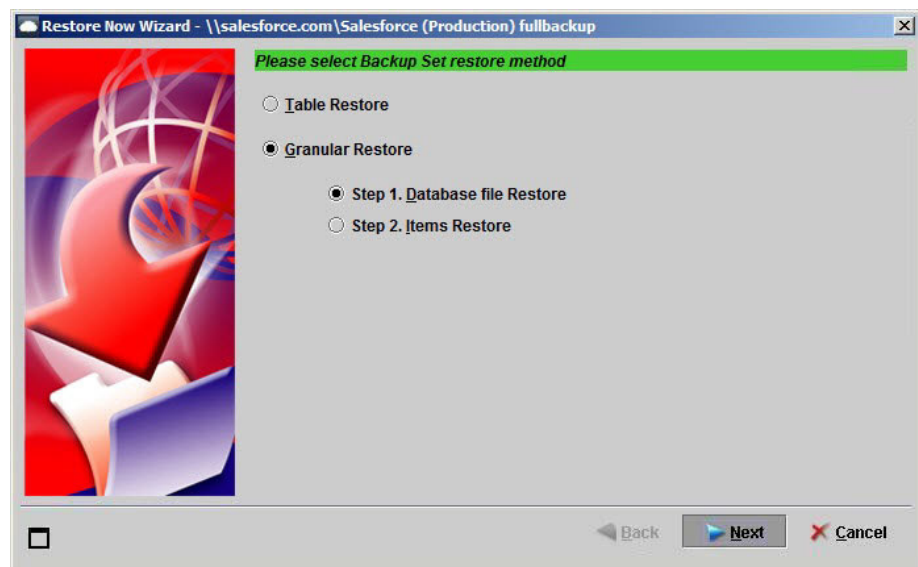 Restore Now Wizard - \\salesforce.com\Salesforce (Production) fullbackup
Please select Backup Set restore method
Table Restore
Granular Restore
Step 1. Database file Restore
Step 2. Items Restore
Back Next Cancel